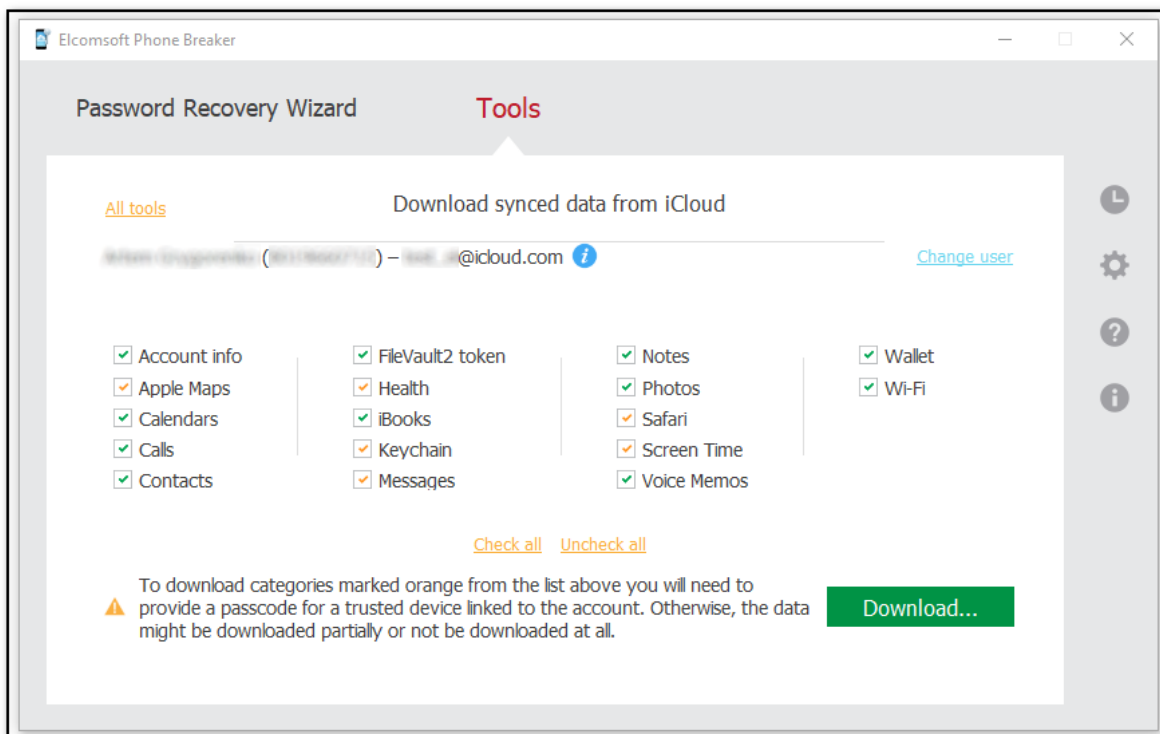 Elcomsoft Phone Breaker
Password Recovery Wizard Tools
All tools
Download synced data from iCloud
( ) – @icloud.com
Change user
Account info
Apple Maps
Calendars
Calls
Contacts
FileVault2 token
Health
iBooks
Keychain
Messages
Notes
Photos
Safari
Screen Time
Voice Memos
Wallet
Wi-Fi
Check all Uncheck all
To download categories marked orange from the list above you will need to
provide a passcode for a trusted device linked to the account. Otherwise, the data
might be downloaded partially or not be downloaded at all.
Download...